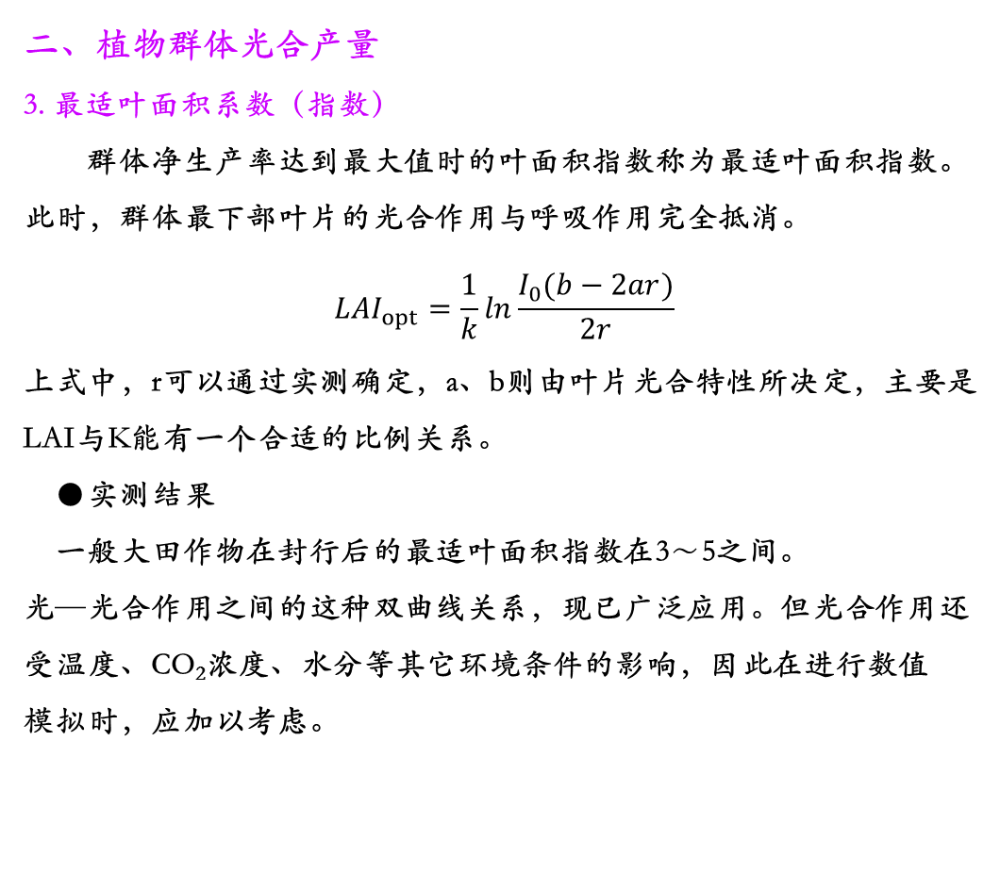 二、植物群体光合产量
3. 最适叶面积系数（指数）
群体净生产率达到最大值时的叶面积指数称为最适叶面积指数。
此时，群体最下部叶片的光合作用与呼吸作用完全抵消。
$LAI_{\text{opt}} = \frac{1}{k} ln \frac{I_0(b-2ar)}{2r}$
上式中，r可以通过实测确定，a、b则由叶片光合特性所决定，主要是
LAI与K能有一个合适的比例关系。
●实测结果
一般大田作物在封行后的最适叶面积指数在3～5之间。
光—光合作用之间的这种双曲线关系，现已广泛应用。但光合作用还
受温度、CO₂浓度、水分等其它环境条件的影响，因此在进行数值
模拟时，应加以考虑。